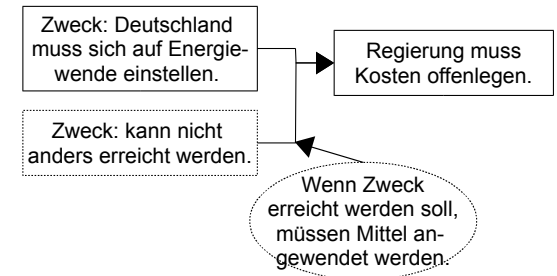 Zweck: Deutschland
muss sich auf Energie-
wende einstellen.
Regierung muss
Kosten offenlegen.
Zweck: kann nicht
anders erreicht werden.
Wenn Zweck
erreicht werden soll,
müssen Mittel an-
gewendet werden.